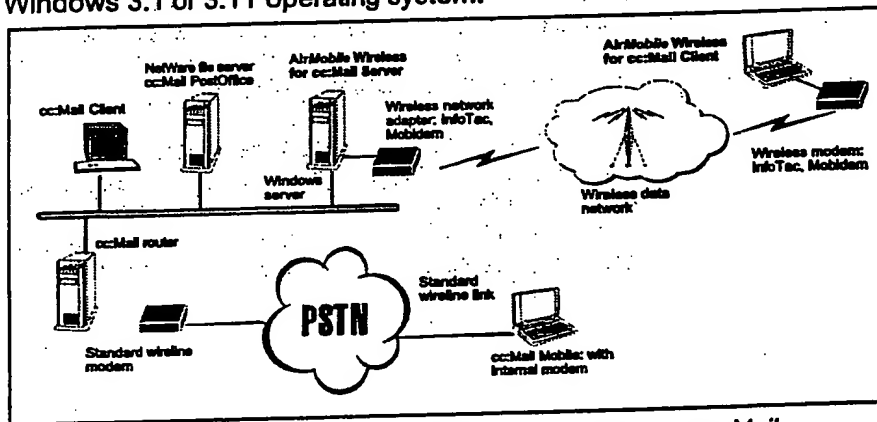 Windows 3.1 or 3.11 operating system.
AirMobile Wireless
for cc:Mail Client
NetWare file server
cc:Mail PostOffice
AirMobile Wireless
for cc:Mail Server
cc:Mail Client
Wireless network
adapter: InfoTac,
Mobidem
Windows
server
Wireless data
network
Wireless modem:
InfoTac, Mobidem
cc:Mail router
PSTN
Standard
wireline link
Standard wireline
modem
cc:Mail Mobile: with
Internal modem
Mail